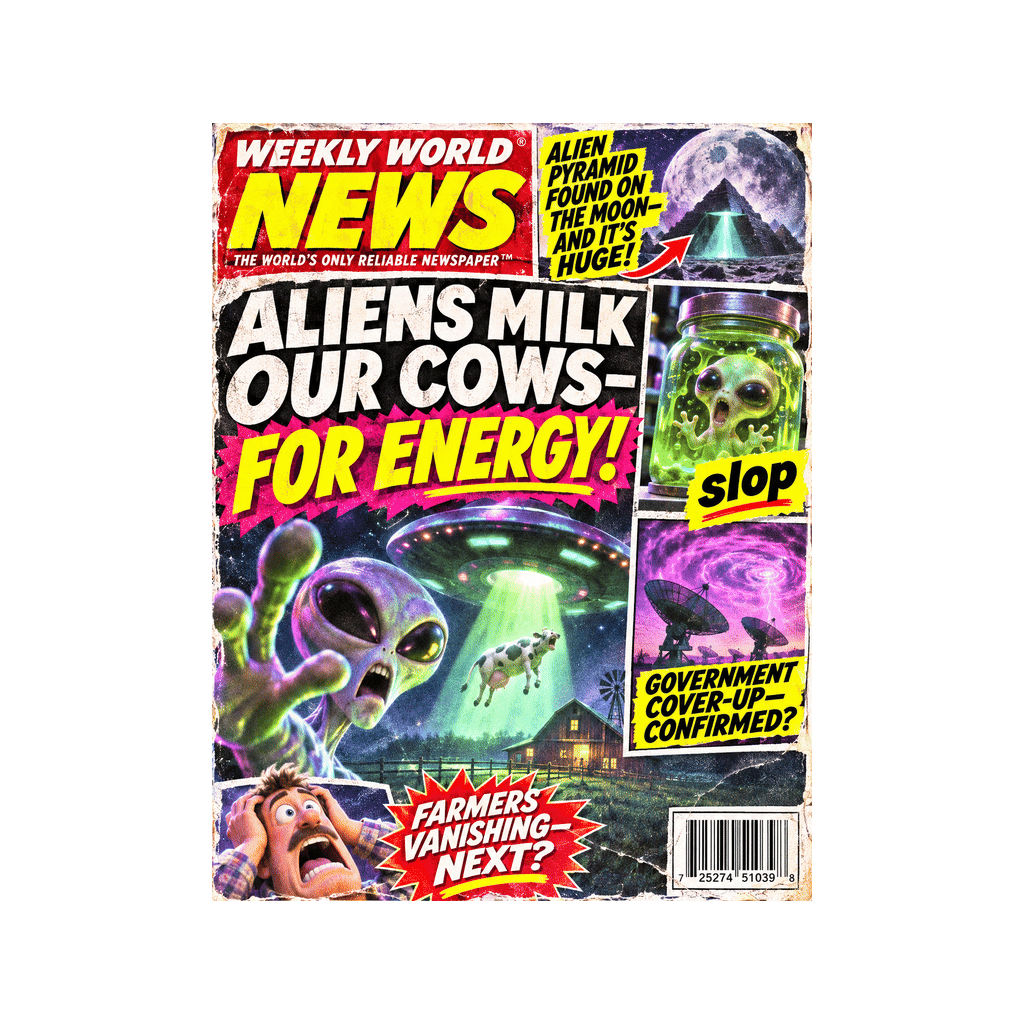 WEEKLY WORLD®
NEWS
THE WORLD'S ONLY RELIABLE NEWSPAPER™
ALIEN
PYRAMID
FOUND ON
THE MOON—
AND IT'S
HUGE!
ALIENS MILK
OUR COWS—
FOR ENERGY!
slop
GOVERNMENT
COVER-UP—
CONFIRMED?
FARMERS
VANISHING—
NEXT?
7 25274 51039 8